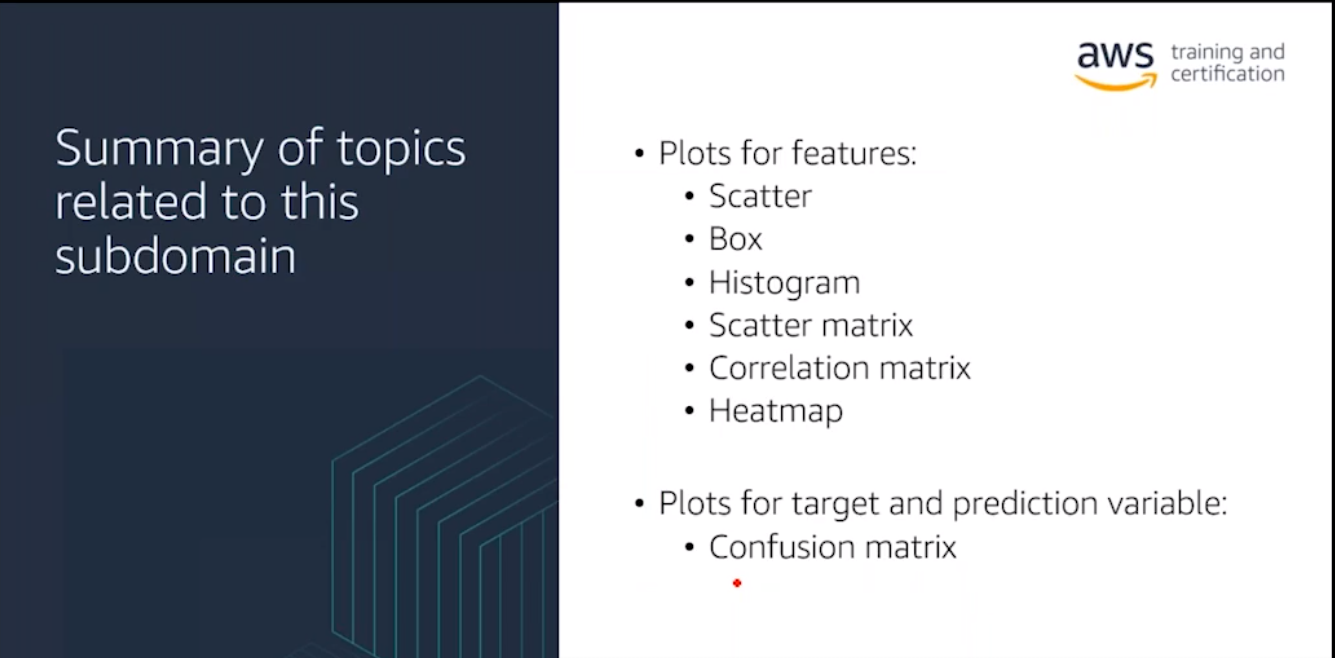 Summary of topics
related to this
subdomain
aws training and
certification
• Plots for features:
• Scatter
• Box
• Histogram
• Scatter matrix
• Correlation matrix
• Heatmap
• Plots for target and prediction variable:
• Confusion matrix